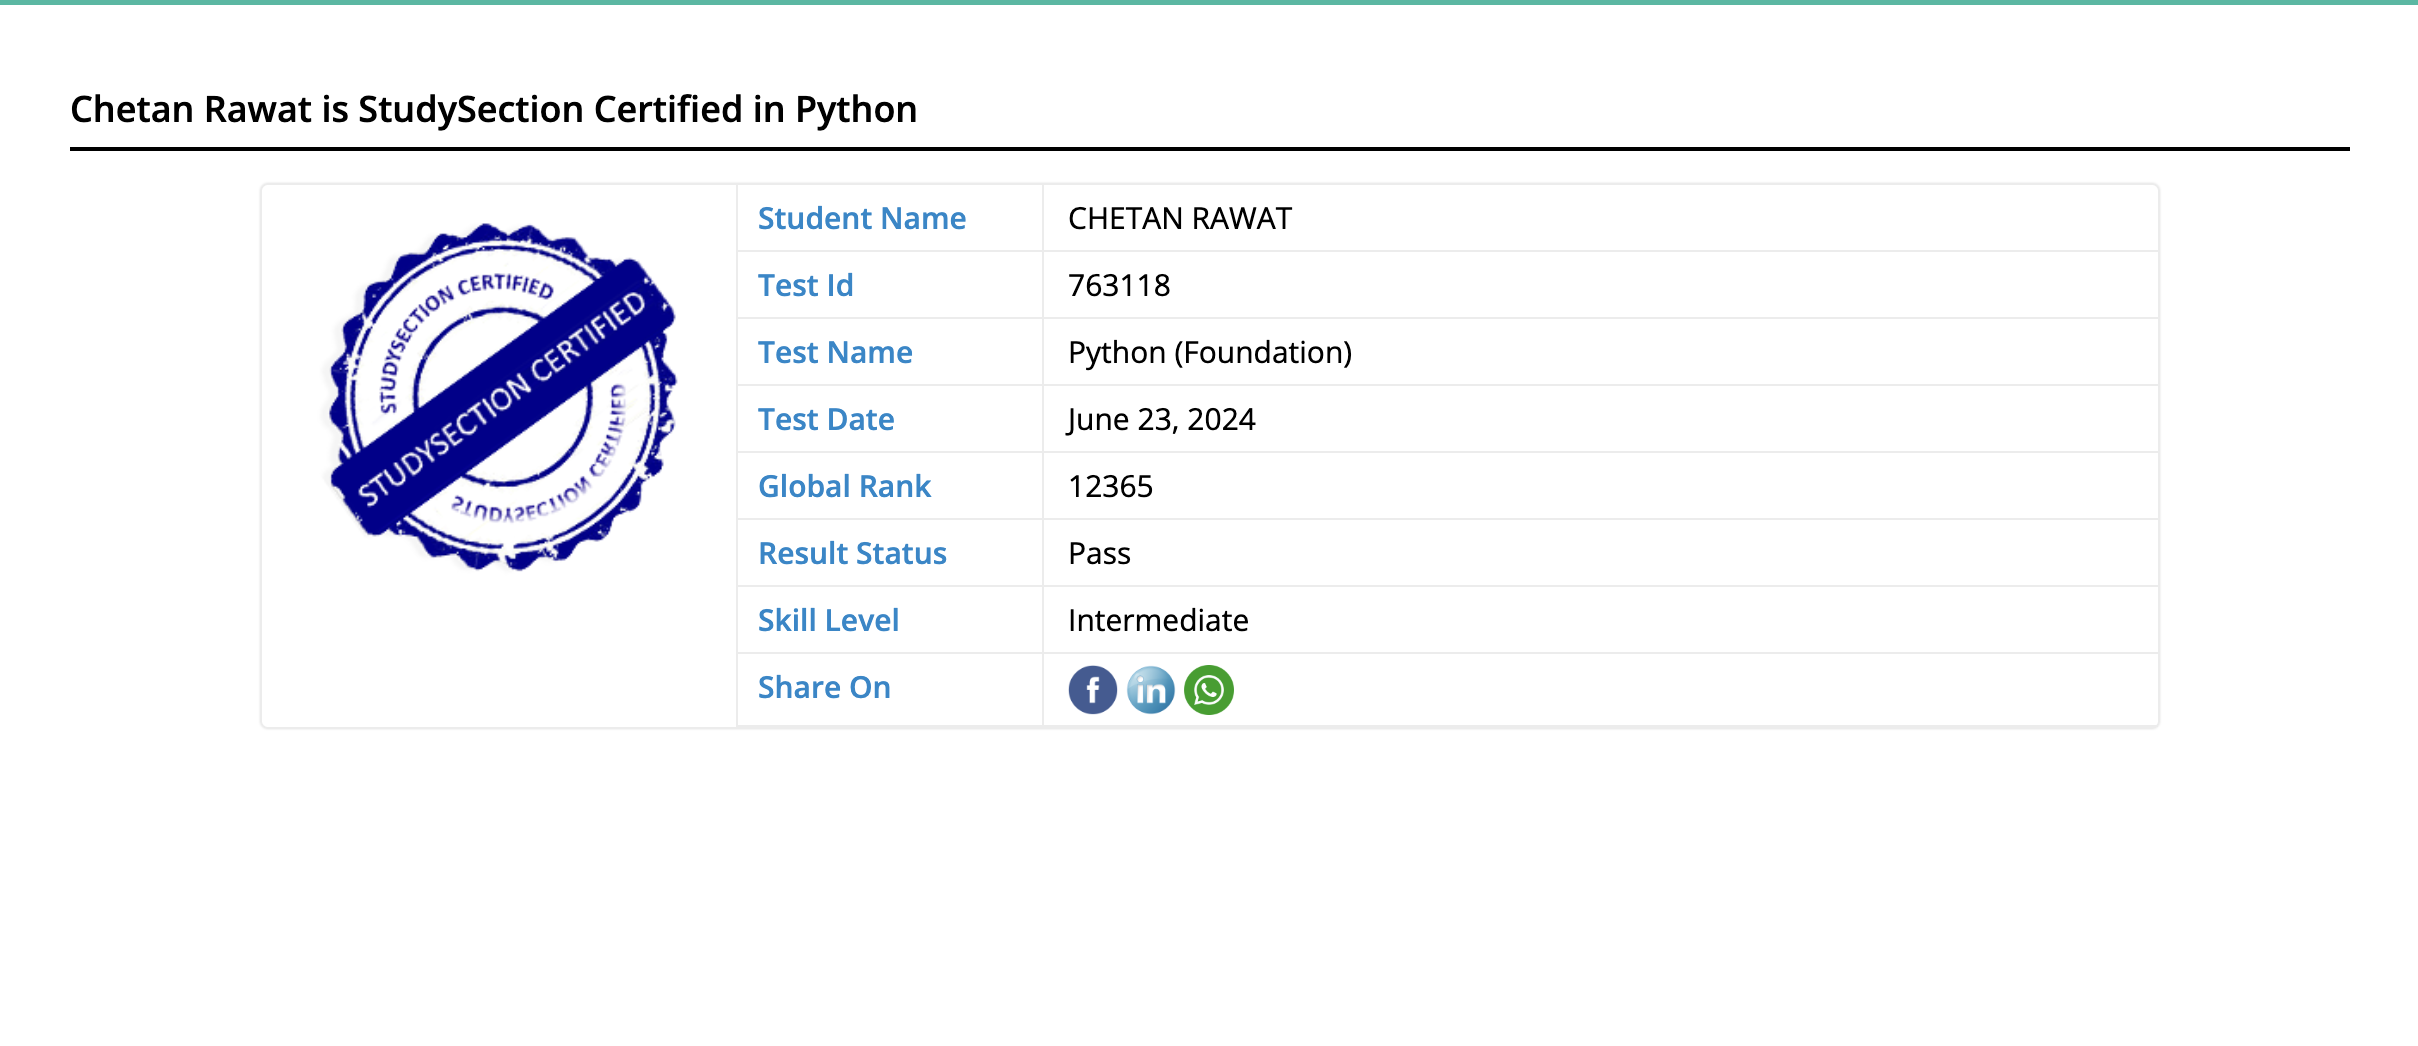 Chetan Rawat is StudySection Certified in Python
STUDYSECTION CERTIFIED
STUDYSECTION CERTIFIED
STUDYSECTION CERTIFIED
Student Name CHETAN RAWAT
Test Id 763118
Test Name Python (Foundation)
Test Date June 23, 2024
Global Rank 12365
Result Status Pass
Skill Level Intermediate
Share On f in